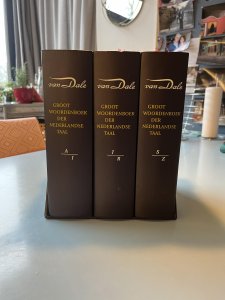 van Dale
GROOT
WOORDENBOEK
DER
NEDERLANDSE
TAAL
A
I
van Dale
GROOT
WOORDENBOEK
DER
NEDERLANDSE
TAAL
J
R
van Dale
GROOT
WOORDENBOEK
DER
NEDERLANDSE
TAAL
S
Z